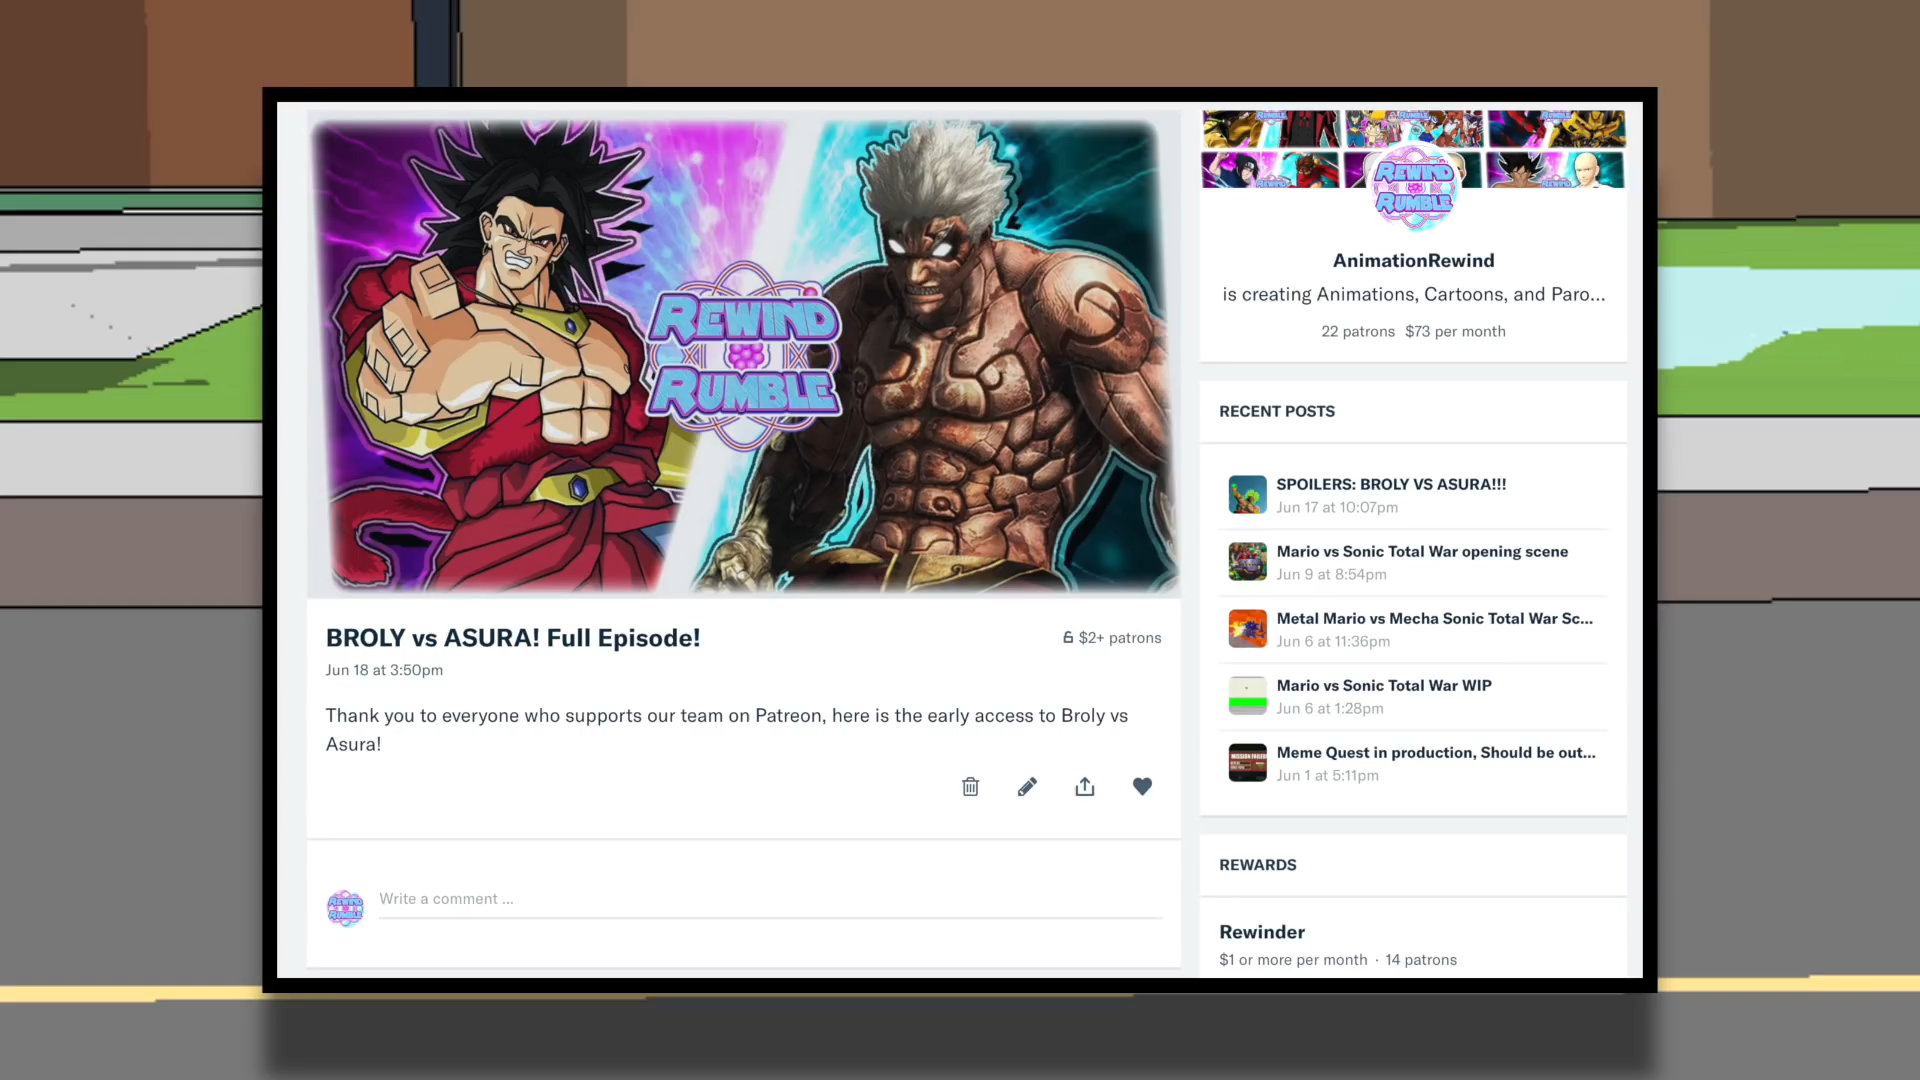 REWIND
RUMBLE
BROLY vs ASURA! Full Episode!
$2+ patrons
Jun 18 at 3:50pm
Thank you to everyone who supports our team on Patreon, here is the early access to Broly vs
Asura!
REWIND
RUMBLE
Write a comment ...
REWIND
RUMBLE
AnimationRewind
is creating Animations, Cartoons, and Paro...
22 patrons $73 per month
RECENT POSTS
SPOILERS: BROLY VS ASURA!!!
Jun 17 at 10:07pm
Mario vs Sonic Total War opening scene
Jun 9 at 8:54pm
Metal Mario vs Mecha Sonic Total War Sc...
Jun 6 at 11:36pm
Mario vs Sonic Total War WIP
Jun 6 at 1:28pm
MISSION FAILED
Meme Quest in production, Should be out...
Jun 1 at 5:11pm
REWARDS
Rewinder
$1 or more per month · 14 patrons